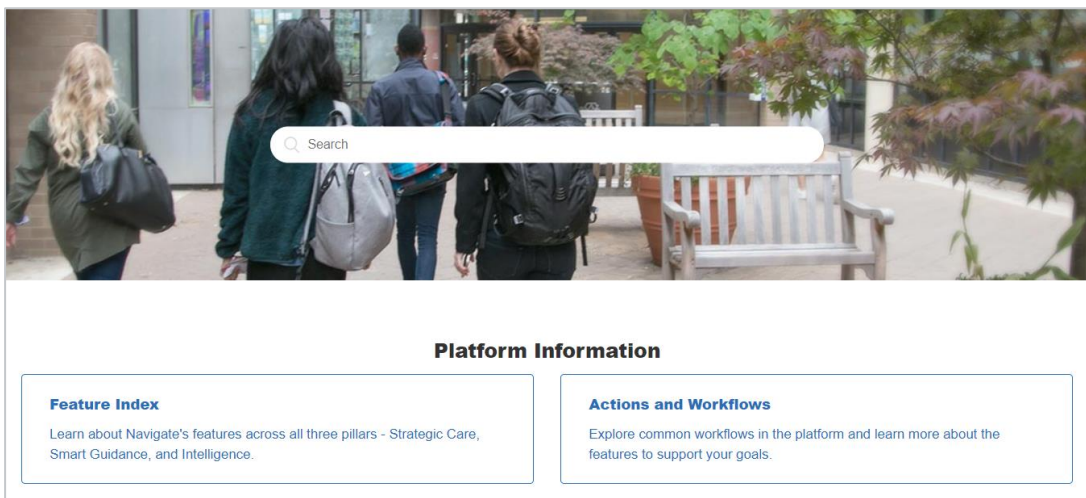 Search
Platform Information
Feature Index
Learn about Navigate's features across all three pillars - Strategic Care,
Smart Guidance, and Intelligence.
Actions and Workflows
Explore common workflows in the platform and learn more about the
features to support your goals.